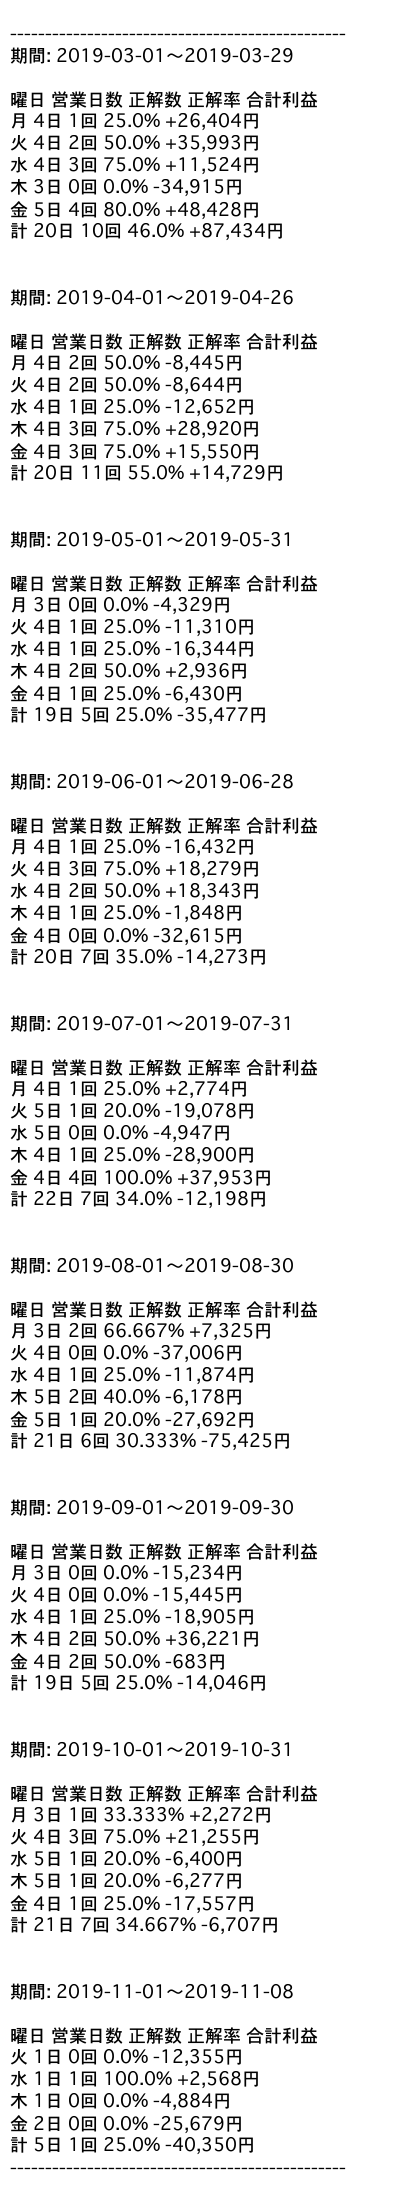 ------------------------------------------------
期間: 2019-03-01〜2019-03-29
曜日 営業日数 正解数 正解率 合計利益
月 4日 1回 25.0% +26,404円
火 4日 2回 50.0% +35,993円
水 4日 3回 75.0% +11,524円
木 3日 0回 0.0% -34,915円
金 5日 4回 80.0% +48,428円
計 20日 10回 46.0% +87,434円
期間: 2019-04-01〜2019-04-26
曜日 営業日数 正解数 正解率 合計利益
月 4日 2回 50.0% -8,445円
火 4日 2回 50.0% -8,644円
水 4日 1回 25.0% -12,652円
木 4日 3回 75.0% +28,920円
金 4日 3回 75.0% +15,550円
計 20日 11回 55.0% +14,729円
期間: 2019-05-01〜2019-05-31
曜日 営業日数 正解数 正解率 合計利益
月 3日 0回 0.0% -4,329円
火 4日 1回 25.0% -11,310円
水 4日 1回 25.0% -16,344円
木 4日 2回 50.0% +2,936円
金 4日 1回 25.0% -6,430円
計 19日 5回 25.0% -35,477円
期間: 2019-06-01〜2019-06-28
曜日 営業日数 正解数 正解率 合計利益
月 4日 1回 25.0% -16,432円
火 4日 3回 75.0% +18,279円
水 4日 2回 50.0% +18,343円
木 4日 1回 25.0% -1,848円
金 4日 0回 0.0% -32,615円
計 20日 7回 35.0% -14,273円
期間: 2019-07-01〜2019-07-31
曜日 営業日数 正解数 正解率 合計利益
月 4日 1回 25.0% +2,774円
火 5日 1回 20.0% -19,078円
水 5日 0回 0.0% -4,947円
木 4日 1回 25.0% -28,900円
金 4日 4回 100.0% +37,953円
計 22日 7回 34.0% -12,198円
期間: 2019-08-01〜2019-08-30
曜日 営業日数 正解数 正解率 合計利益
月 3日 2回 66.667% +7,325円
火 4日 0回 0.0% -37,006円
水 4日 1回 25.0% -11,874円
木 5日 2回 40.0% -6,178円
金 5日 1回 20.0% -27,692円
計 21日 6回 30.333% -75,425円
期間: 2019-09-01〜2019-09-30
曜日 営業日数 正解数 正解率 合計利益
月 3日 0回 0.0% -15,234円
火 4日 0回 0.0% -15,445円
水 4日 1回 25.0% -18,905円
木 4日 2回 50.0% +36,221円
金 4日 2回 50.0% -683円
計 19日 5回 25.0% -14,046円
期間: 2019-10-01〜2019-10-31
曜日 営業日数 正解数 正解率 合計利益
月 3日 1回 33.333% +2,272円
火 4日 3回 75.0% +21,255円
水 5日 1回 20.0% -6,400円
木 5日 1回 20.0% -6,277円
金 4日 1回 25.0% -17,557円
計 21日 7回 34.667% -6,707円
期間: 2019-11-01〜2019-11-08
曜日 営業日数 正解数 正解率 合計利益
火 1日 0回 0.0% -12,355円
水 1日 1回 100.0% +2,568円
木 1日 0回 0.0% -4,884円
金 2日 0回 0.0% -25,679円
計 5日 1回 25.0% -40,350円
------------------------------------------------